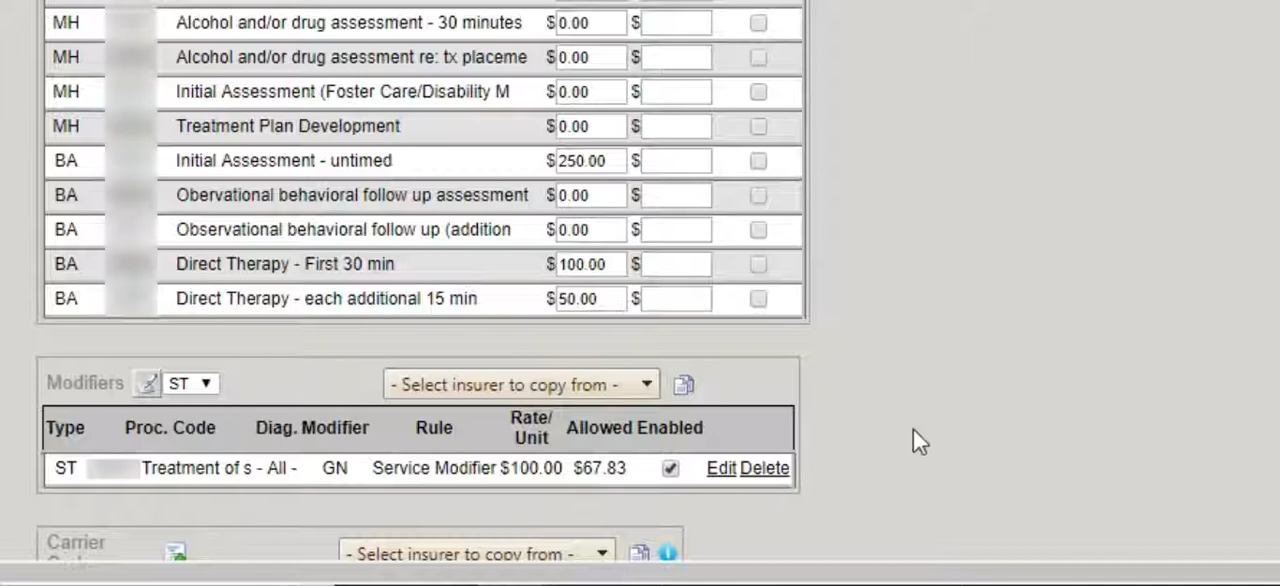 MH Alcohol and/or drug assessment - 30 minutes $ 0.00 $
MH Alcohol and/or drug asessment re: tx placeme $ 0.00 $
MH Initial Assessment (Foster Care/Disability M $ 0.00 $
MH Treatment Plan Development $ 0.00 $
BA Initial Assessment - untimed $ 250.00 $
BA Obervational behavioral follow up assessment $ 0.00 $
BA Observational behavioral follow up (addition $ 0.00 $
BA Direct Therapy - First 30 min $ 100.00 $
BA Direct Therapy - each additional 15 min $ 50.00 $
Modifiers ST - Select insurer to copy from -
Type Proc. Code Diag. Modifier Rule Rate/ Unit Allowed Enabled
ST Treatment of s - All - GN Service Modifier $100.00 $67.83 Edit Delete
Carrier - Select insurer to copy from -